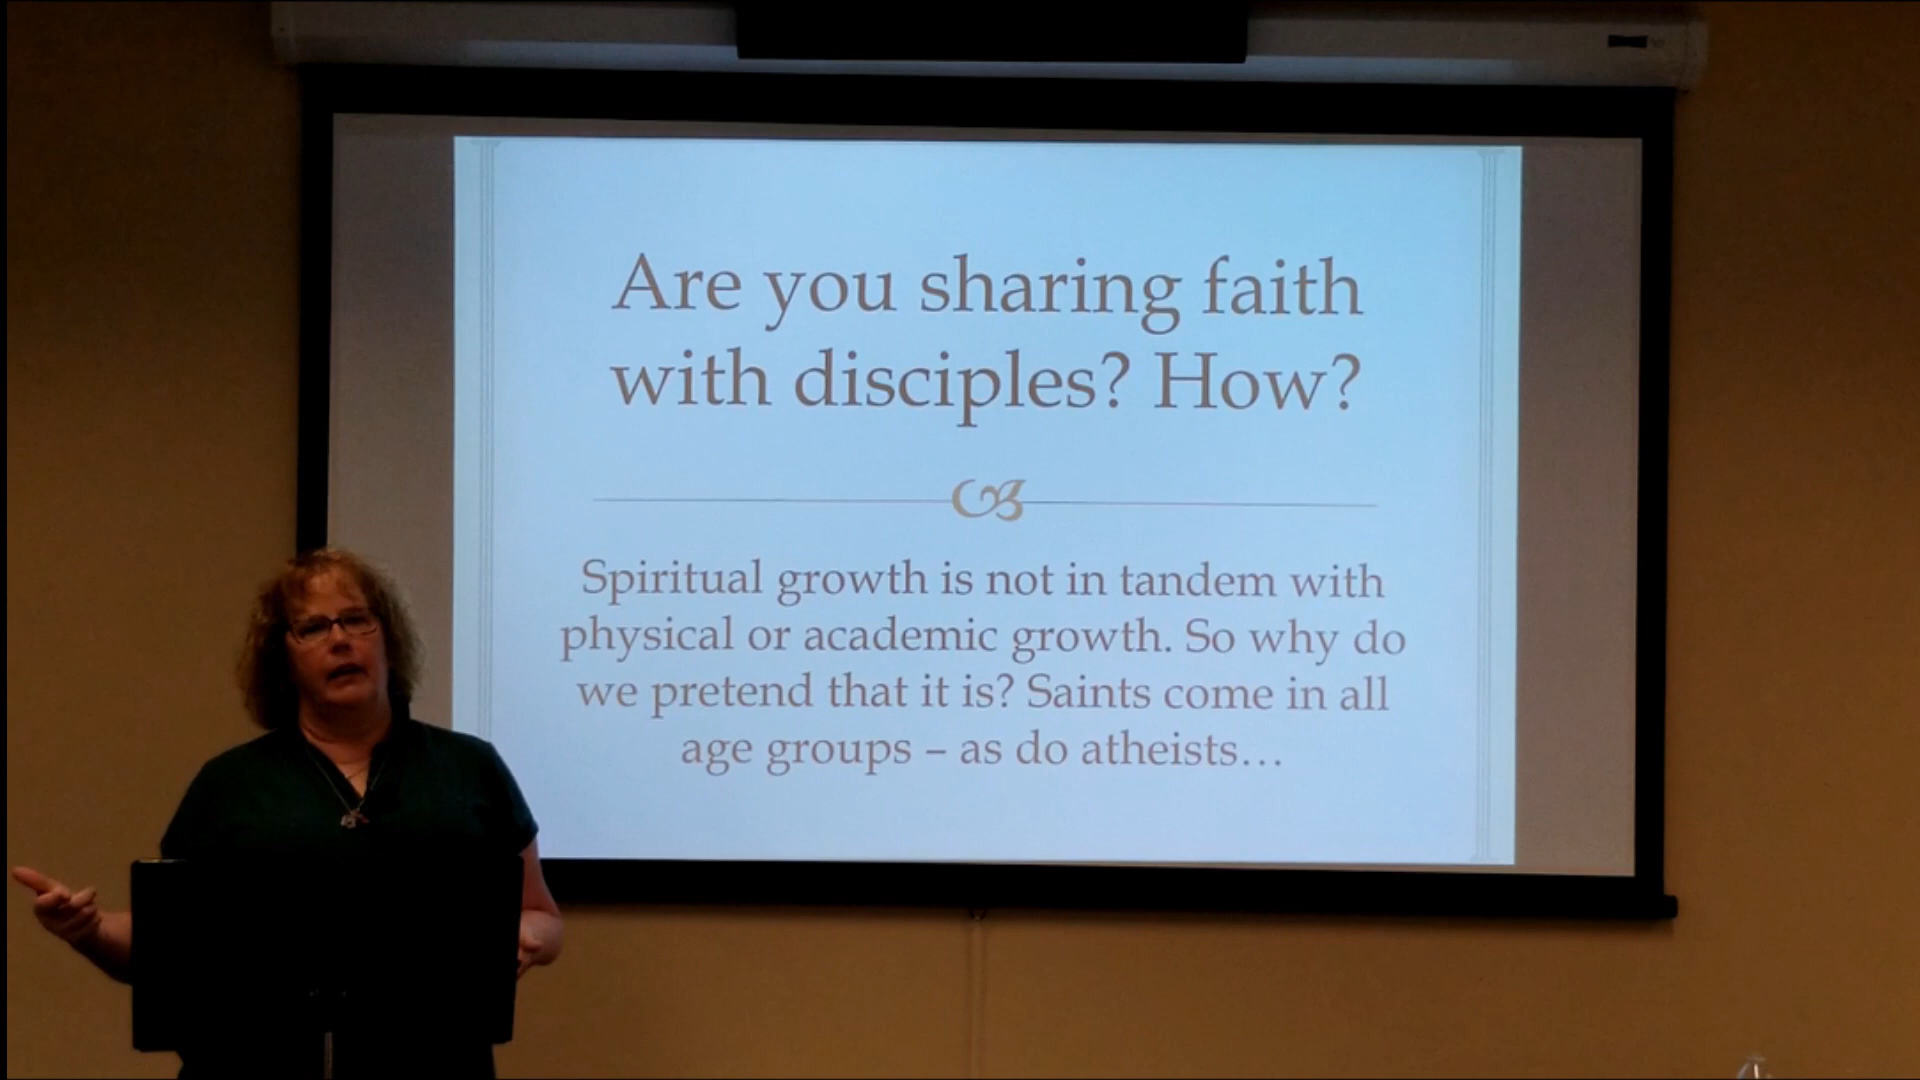 Are you sharing faith
with disciples? How?
Spiritual growth is not in tandem with
physical or academic growth. So why do
we pretend that it is? Saints come in all
age groups – as do atheists…